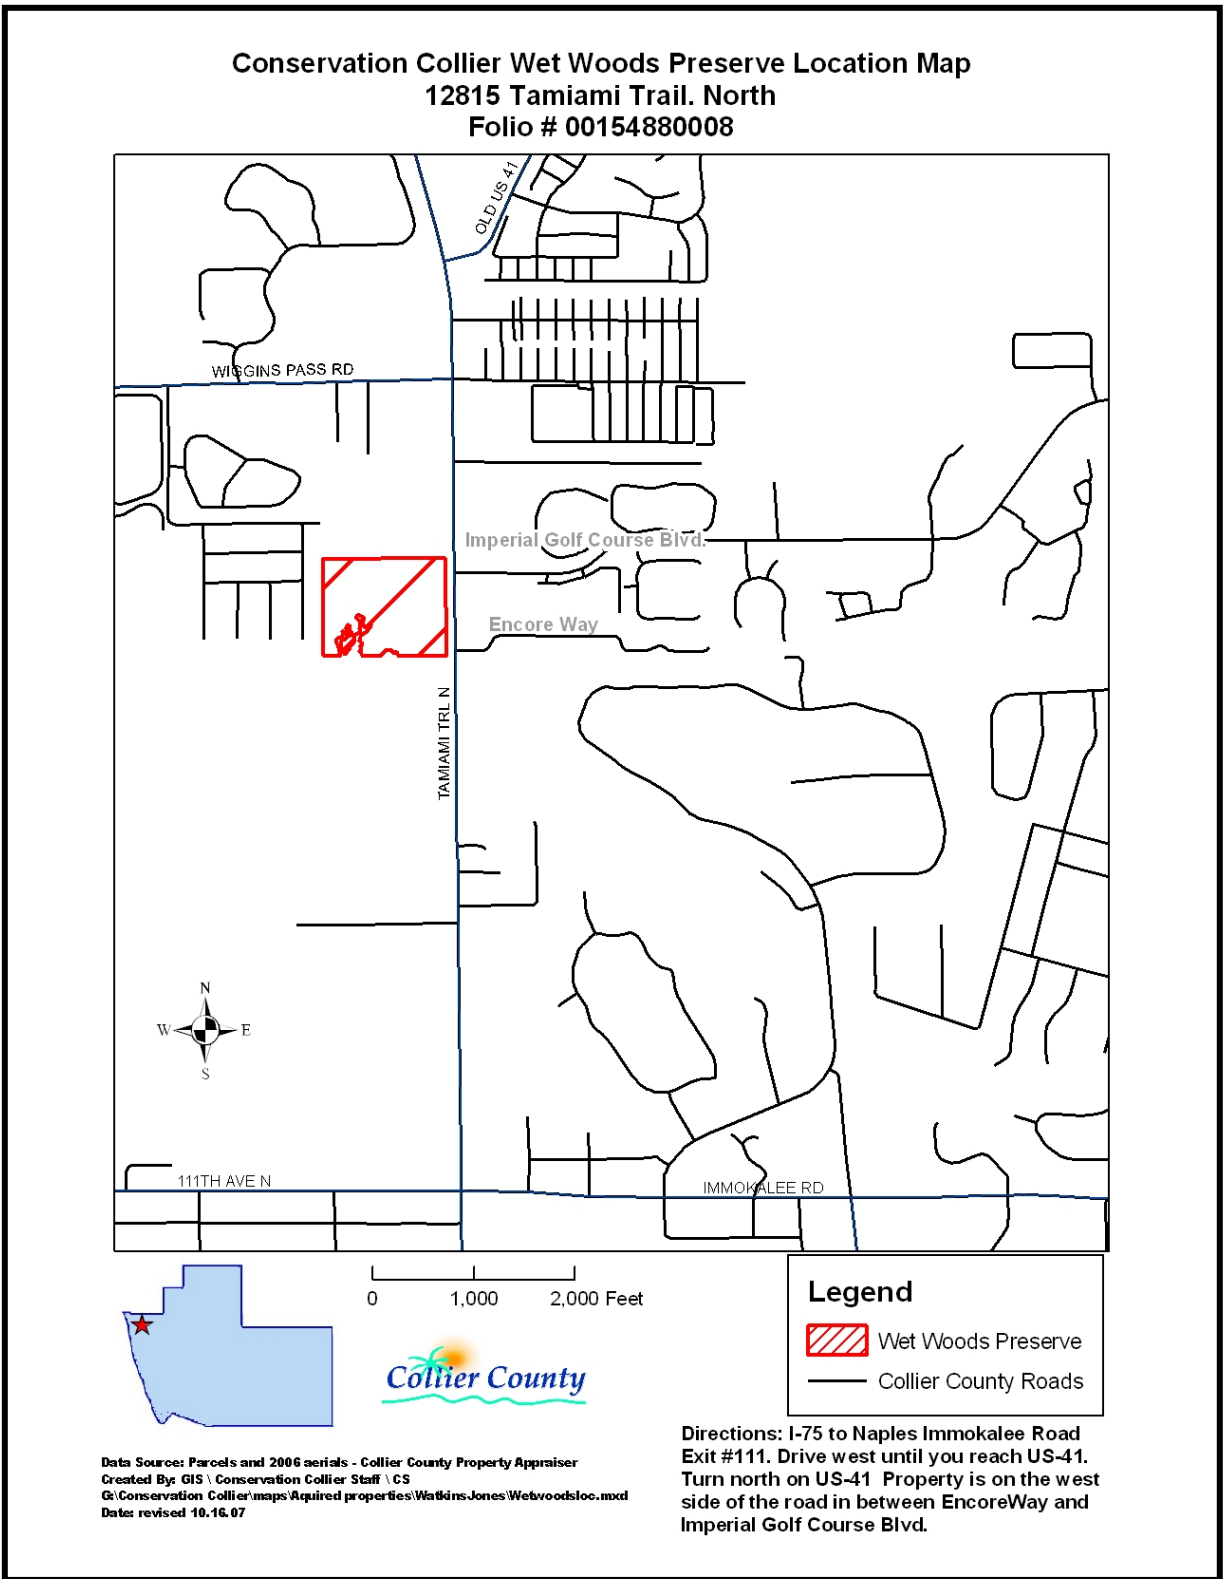 Conservation Collier Wet Woods Preserve Location Map
12815 Tamiami Trail. North
Folio # 00154880008
OLD US 41
WIGGINS PASS RD
Imperial Golf Course Blvd.
Encore Way
TAMIAMI TRL N
N
W E
S
111TH AVE N
IMMOKALEE RD
0 1,000 2,000 Feet
Collier County
Legend
Wet Woods Preserve
Collier County Roads
Directions: I-75 to Naples Immokalee Road
Exit #111. Drive west until you reach US-41.
Turn north on US-41 Property is on the west
side of the road in between EncoreWay and
Imperial Golf Course Blvd.
Data Source: Parcels and 2006 aerials - Collier County Property Appraiser
Created By: GIS \ Conservation Collier Staff \ CS
G:\Conservation Collier\maps\Aquired properties\WatkinsJones\Wetwoodsloc.mxd
Date: revised 10.16.07